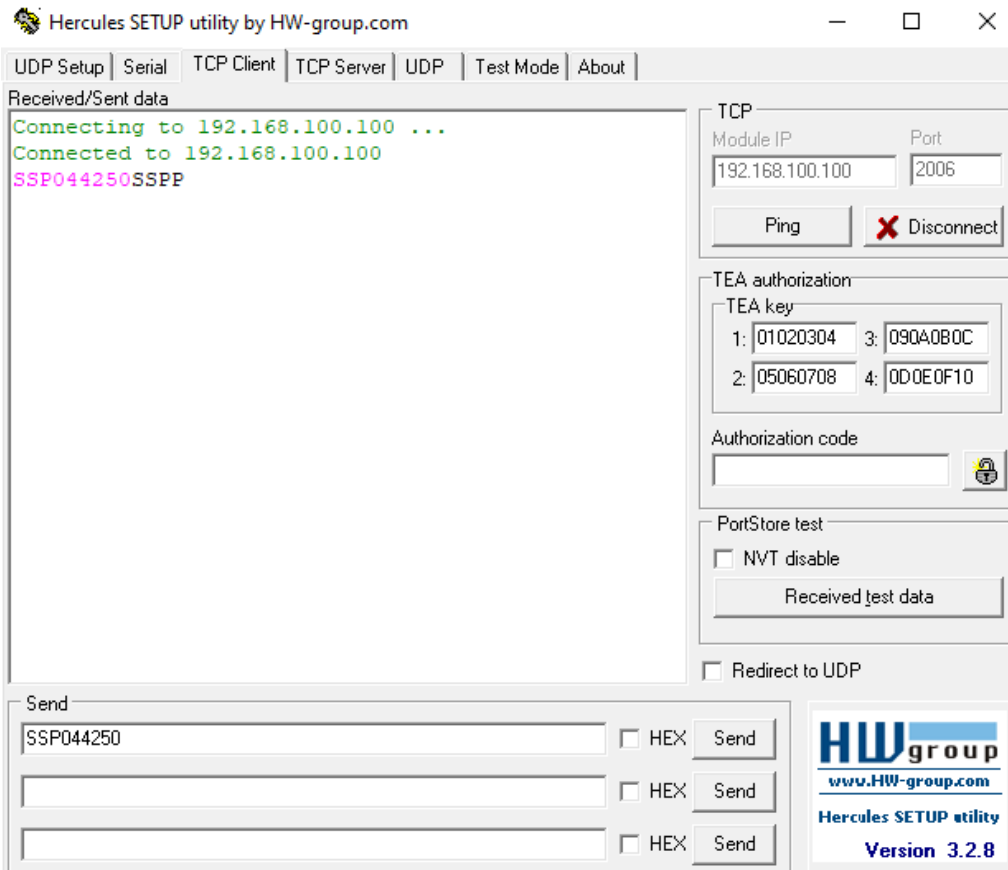 Hercules SETUP utility by HW-group.com
UDP Setup Serial TCP Client TCP Server UDP Test Mode About
Received/Sent data
Connecting to 192.168.100.100 ...
Connected to 192.168.100.100
SSP044250SSPP
TCP
Module IP Port
192.168.100.100 2006
Ping Disconnect
TEA authorization
TEA key
1: 01020304 3: 090A0B0C
2: 05060708 4: 0D0E0F10
Authorization code
PortStore test
NVT disable
Received test data
Redirect to UDP
Send
SSP044250 HEX Send
HEX Send
HEX Send
HW group
www.HW-group.com
Hercules SETUP utility
Version 3.2.8